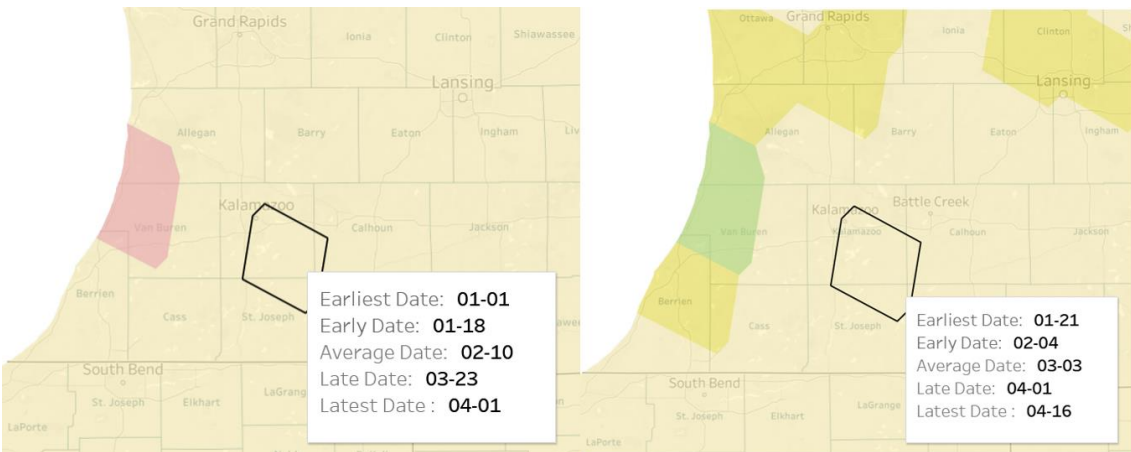 Grand Rapids
Ionia
Clinton
Shiawassee
Lansing
Allegan
Barry
Eaton
Ingham
Liv
Kalamazoo
Van Buren
Calhoun
Jackson
Berrien
Cass
St. Joseph
South Bend
St. Joseph
Elkhart
LaGrange
LaPorte
Earliest Date: 01-01
Early Date: 01-18
Average Date: 02-10
Late Date: 03-23
Latest Date : 04-01
Ottawa
Grand Rapids
Ionia
Clinton
Lansing
Allegan
Barry
Eaton
Ingham
Kalamazoo
Battle Creek
Van Buren
Kalamazoo
Calhoun
Jackson
Berrien
Cass
St. Joseph
South Bend
St. Joseph
Elkhart
LaGrange
LaPorte
Earliest Date: 01-21
Early Date: 02-04
Average Date: 03-03
Late Date: 04-01
Latest Date : 04-16